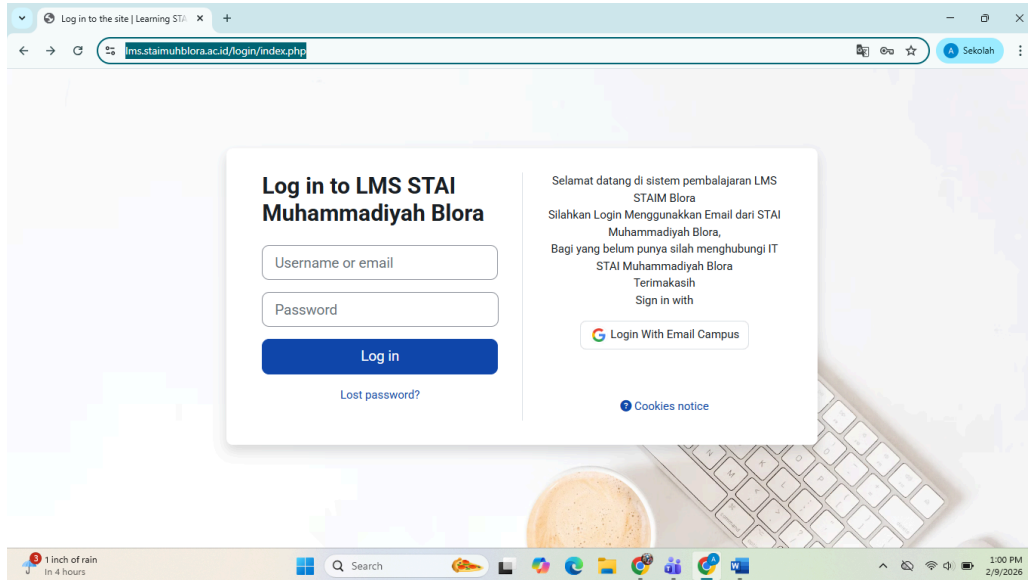 Log in to the site | Learning STA
lms.staimuhblora.ac.id/login/index.php
A Sekolah
Log in to LMS STAI
Muhammadiyah Blora
Username or email
Password
Log in
Lost password?
Selamat datang di sistem pembalajaran LMS
STAIM Blora
Silahkan Login Menggunakkan Email dari STAI
Muhammadiyah Blora,
Bagi yang belum punya silah menghubungi IT
STAI Muhammadiyah Blora
Terimakasih
Sign in with
Login With Email Campus
Cookies notice
3
1 inch of rain
In 4 hours
Search
1:00 PM
2/9/2026